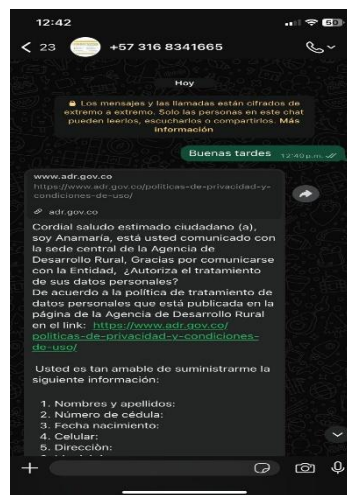 12:42
5G
23
+57 316 8341665
Hoy
Los mensajes y las llamadas están cifrados de
extremo a extremo. Solo las personas en este chat
pueden leerlos, escucharlos o compartirlos. Más
información
Buenas tardes 12:40 p.m.
www.adr.gov.co
https://www.adr.gov.co/politicas-de-privacidad-y-
condiciones-de-uso/
adr.gov.co
Cordial saludo estimado ciudadano (a),
soy Anamaría, está usted comunicado con
la sede central de la Agencia de
Desarrollo Rural, Gracias por comunicarse
con la Entidad, ¿Autoriza el tratamiento
de sus datos personales?
De acuerdo a la política de tratamiento de
datos personales que está publicada en la
página de la Agencia de Desarrollo Rural
en el link: https://www.adr.gov.co/
politicas-de-privacidad-y-condiciones-
de-uso/
Usted es tan amable de suministrarme la
siguiente información:
1. Nombres y apellidos:
2. Número de cédula:
3. Fecha nacimiento:
4. Celular:
5. Direcciòn: